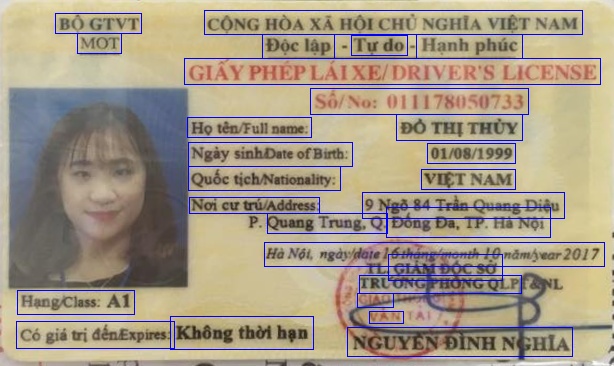 BỘ GTVT
MOT
CỘNG HÒA XÃ HỘI CHỦ NGHĨA VIỆT NAM
Độc lập - Tự do - Hạnh phúc
GIẤY PHÉP LÁI XE/ DRIVER'S LICENSE
Số/No: 011178050733
Họ tên/Full name: ĐỖ THỊ THÙY
Ngày sinh/Date of Birth: 01/08/1999
Quốc tịch/Nationality: VIỆT NAM
Nơi cư trú/Address: 9 Ngõ 84 Trần Quang Diệu
P. Quang Trung, Q. Đống Đa, TP. Hà Nội
Hà Nội, ngày/date 16 tháng/month 10 năm/year 2017
TL. GIÁM ĐỐC SỞ
TRƯỞNG PHÒNG QLPT&NL
GIAO THÔNG
VẬN TẢI
Hạng/Class: A1
Có giá trị đến/Expires: Không thời hạn
NGUYỄN ĐÌNH NGHĨA